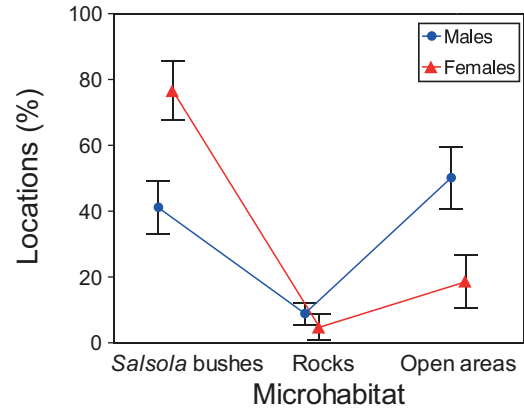 100
80
60
40
20
0
Locations (%)
Males
Females
Salsola bushes Rocks Open areas
Microhabitat